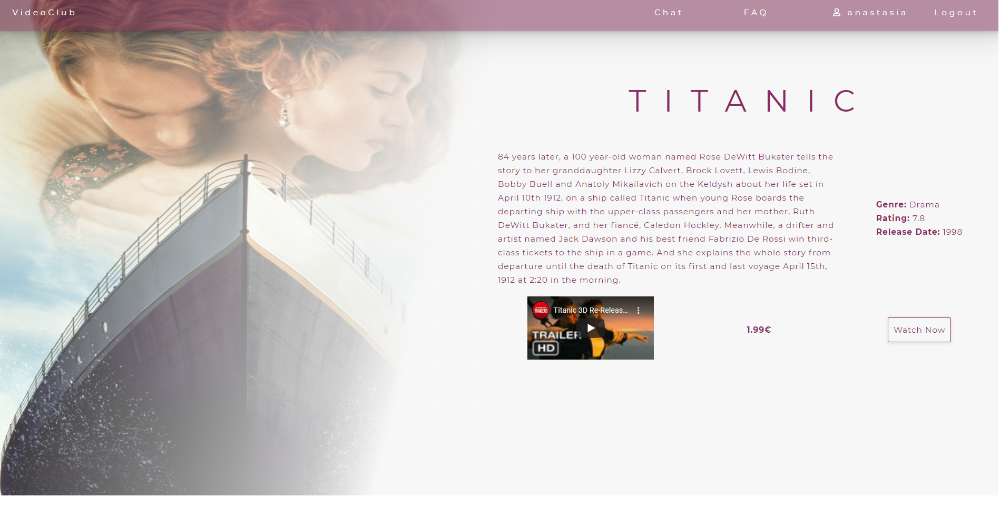 VideoClub
Chat
FAQ
anastasia
Logout
TITANIC
84 years later, a 100 year-old woman named Rose DeWitt Bukater tells the
story to her granddaughter Lizzy Calvert, Brock Lovett, Lewis Bodine,
Bobby Buell and Anatoly Mikailavich on the Keldysh about her life set in
April 10th 1912, on a ship called Titanic when young Rose boards the
departing ship with the upper-class passengers and her mother, Ruth
DeWitt Bukater, and her fiancé, Caledon Hockley. Meanwhile, a drifter and
artist named Jack Dawson and his best friend Fabrizio De Rossi win third-
class tickets to the ship in a game. And she explains the whole story from
departure until the death of Titanic on its first and last voyage April 15th,
1912 at 2:20 in the morning.
Genre: Drama
Rating: 7.8
Release Date: 1998
TRAILERS
Titanic 3D Re-Releas...
TRAILER
HD
1.99€
Watch Now